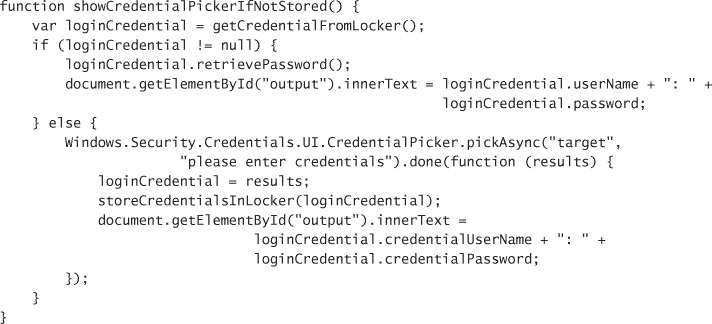 function showCredentialPickerIfNotStored() {
    var loginCredential = getCredentialFromLocker();
    if (loginCredential != null) {
        loginCredential.retrievePassword();
        document.getElementById("output").innerText = loginCredential.userName + ": " +
                                                      loginCredential.password;
    } else {
        Windows.Security.Credentials.UI.CredentialPicker.pickAsync("target",
                      "please enter credentials").done(function (results) {
            loginCredential = results;
            storeCredentialsInLocker(loginCredential);
            document.getElementById("output").innerText =
                               loginCredential.credentialUserName + ": " +
                               loginCredential.credentialPassword;
        });
    }
}